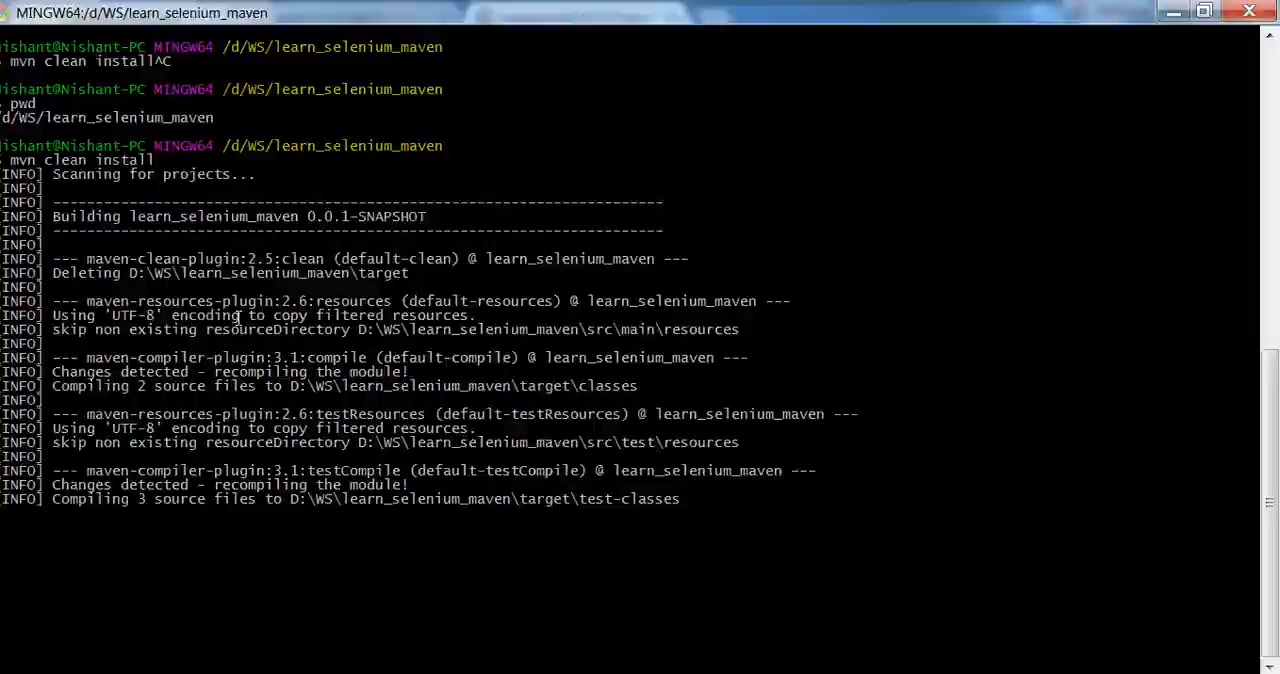 MINGW64:/d/WS/learn_selenium_maven
ishant@Nishant-PC MINGW64 /d/WS/learn_selenium_maven
mvn clean install^C
ishant@Nishant-PC MINGW64 /d/WS/learn_selenium_maven
pwd
/d/WS/learn_selenium_maven
ishant@Nishant-PC MINGW64 /d/WS/learn_selenium_maven
mvn clean install
[INFO] Scanning for projects...
[INFO]
[INFO] ------------------------------------------------------------------------
[INFO] Building learn_selenium_maven 0.0.1-SNAPSHOT
[INFO] ------------------------------------------------------------------------
[INFO]
[INFO] --- maven-clean-plugin:2.5:clean (default-clean) @ learn_selenium_maven ---
[INFO] Deleting D:\WS\learn_selenium_maven\target
[INFO]
[INFO] --- maven-resources-plugin:2.6:resources (default-resources) @ learn_selenium_maven ---
[INFO] Using 'UTF-8' encoding to copy filtered resources.
[INFO] skip non existing resourceDirectory D:\WS\learn_selenium_maven\src\main\resources
[INFO]
[INFO] --- maven-compiler-plugin:3.1:compile (default-compile) @ learn_selenium_maven ---
[INFO] Changes detected - recompiling the module!
[INFO] Compiling 2 source files to D:\WS\learn_selenium_maven\target\classes
[INFO]
[INFO] --- maven-resources-plugin:2.6:testResources (default-testResources) @ learn_selenium_maven ---
[INFO] Using 'UTF-8' encoding to copy filtered resources.
[INFO] skip non existing resourceDirectory D:\WS\learn_selenium_maven\src\test\resources
[INFO]
[INFO] --- maven-compiler-plugin:3.1:testCompile (default-testCompile) @ learn_selenium_maven ---
[INFO] Changes detected - recompiling the module!
[INFO] Compiling 3 source files to D:\WS\learn_selenium_maven\target\test-classes